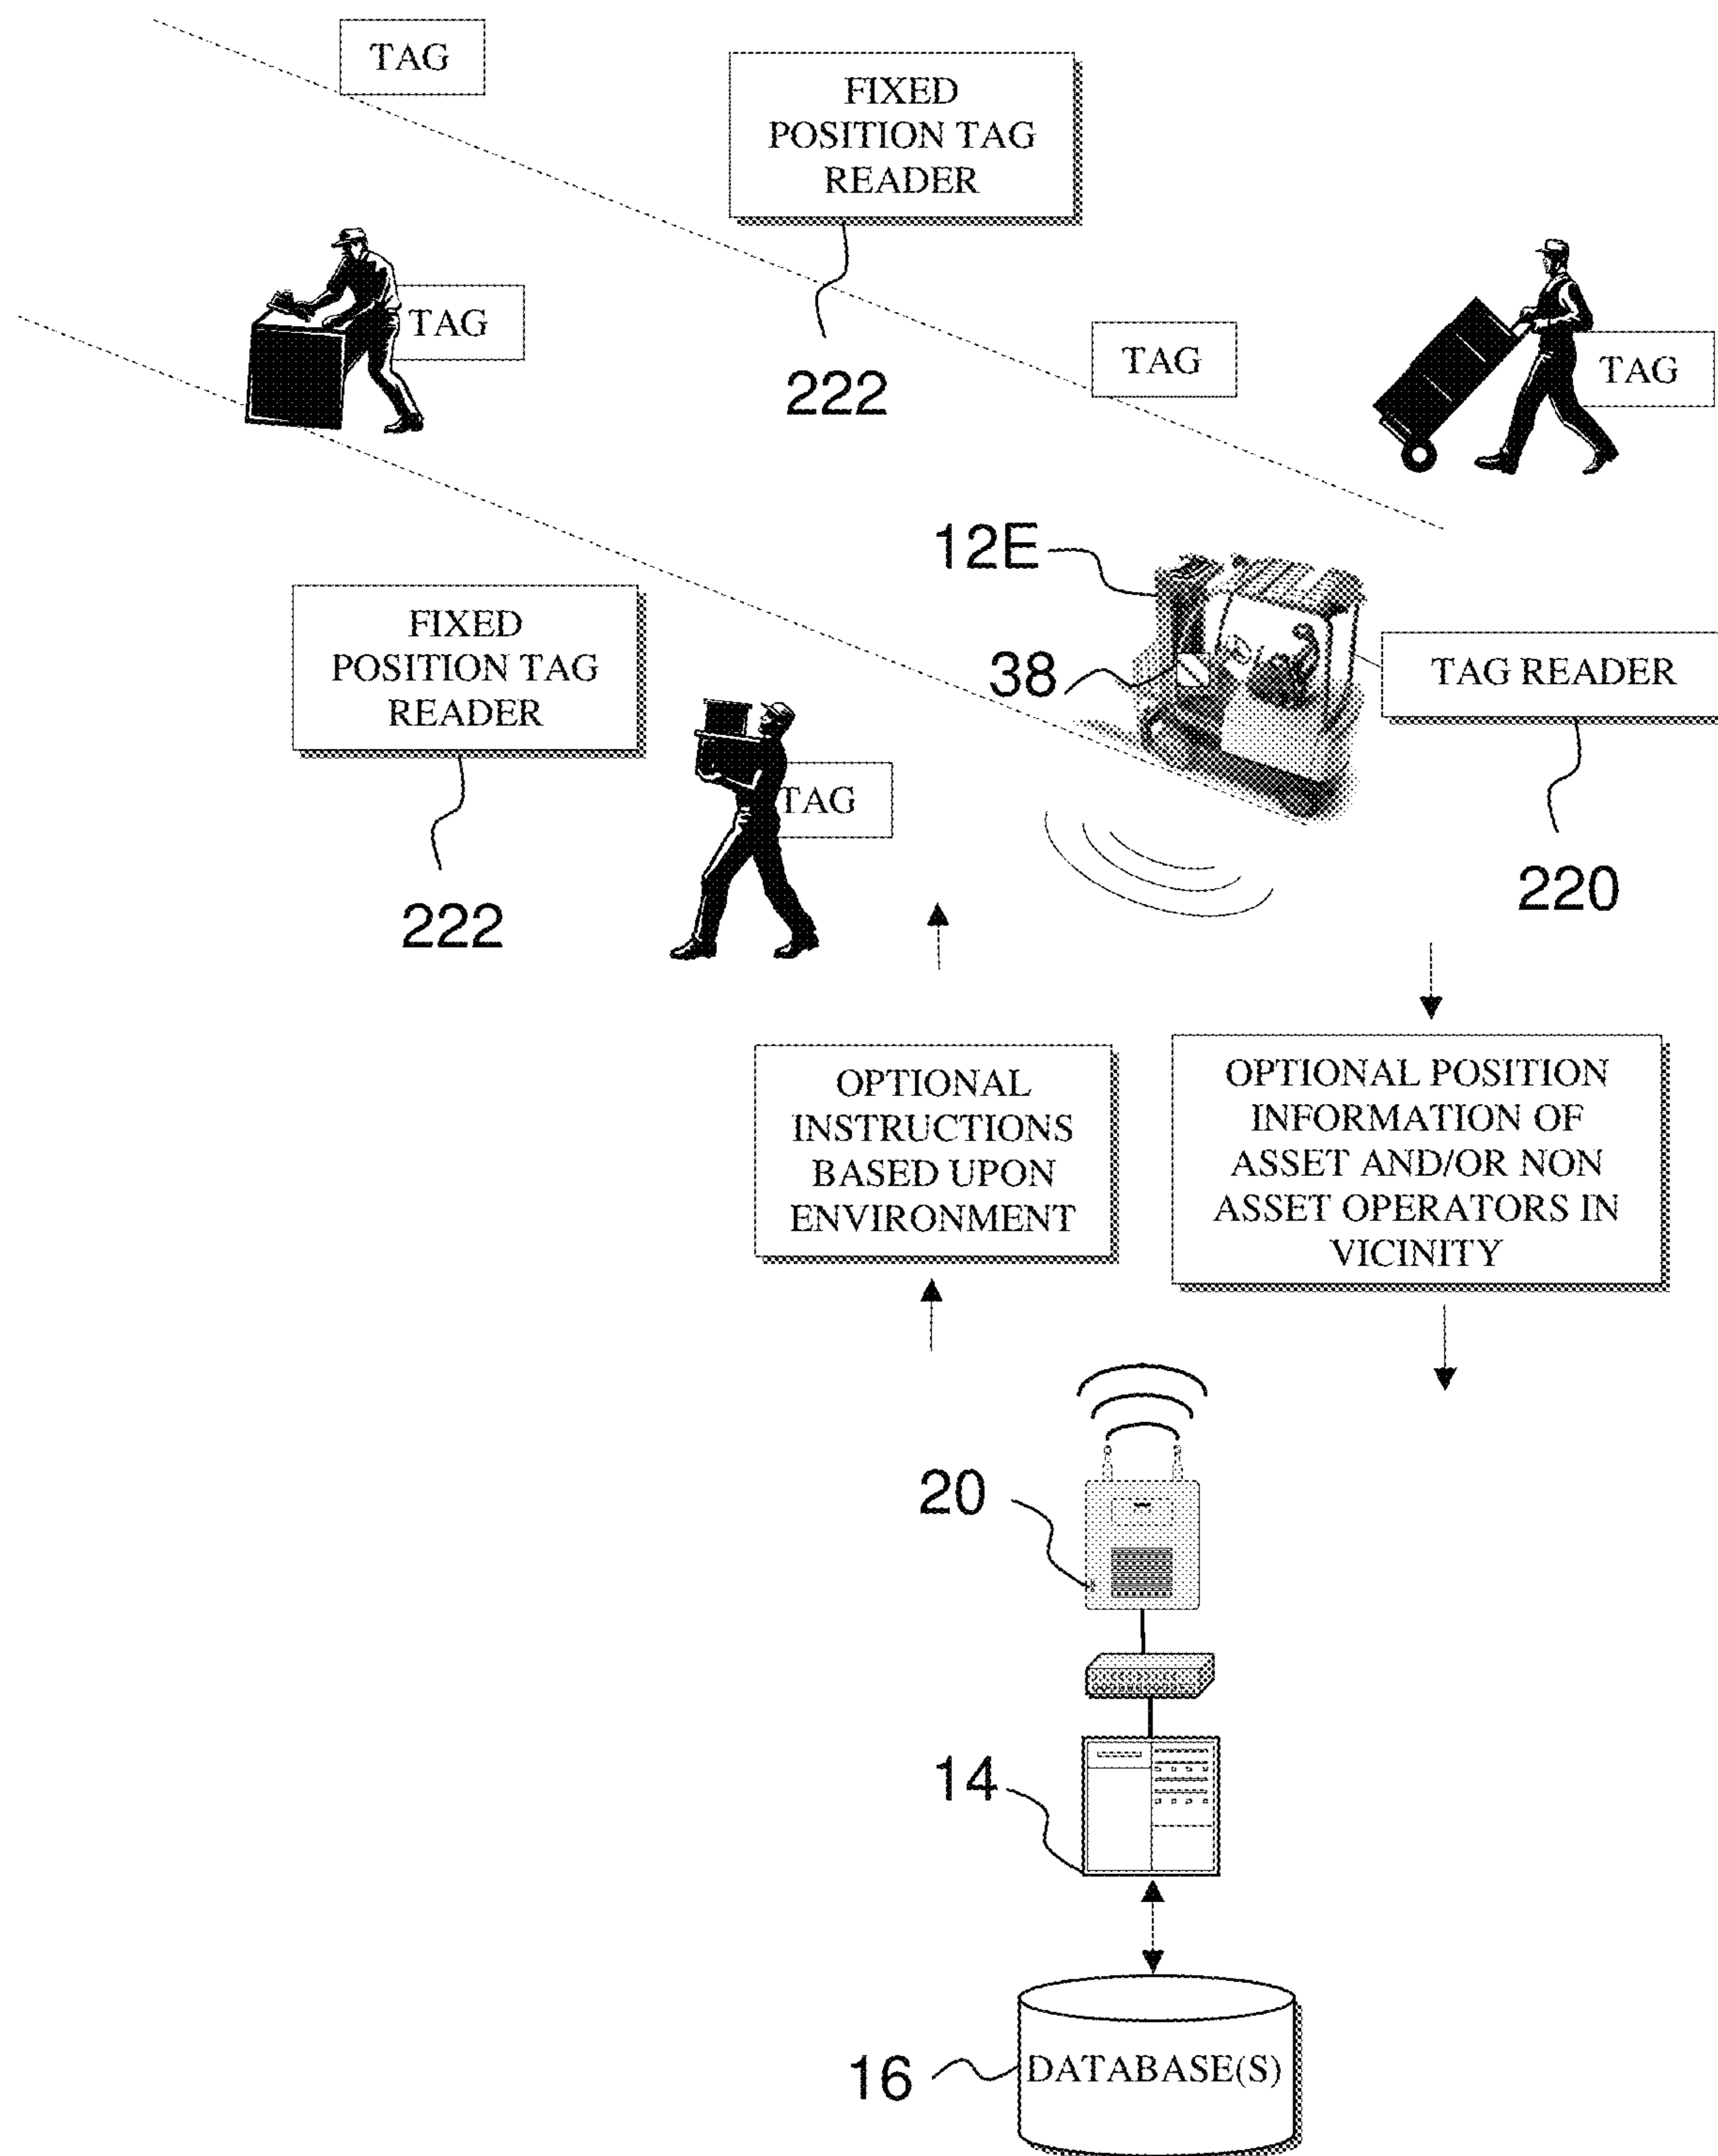 TAG
FIXED
POSITION TAG
READER
222
TAG
TAG
TAG
12E
38
TAG READER
220
FIXED
POSITION TAG
READER
222
TAG
OPTIONAL
INSTRUCTIONS
BASED UPON
ENVIRONMENT
OPTIONAL POSITION
INFORMATION OF
ASSET AND/OR NON
ASSET OPERATORS IN
VICINITY
20
14
16
DATABASE(S)